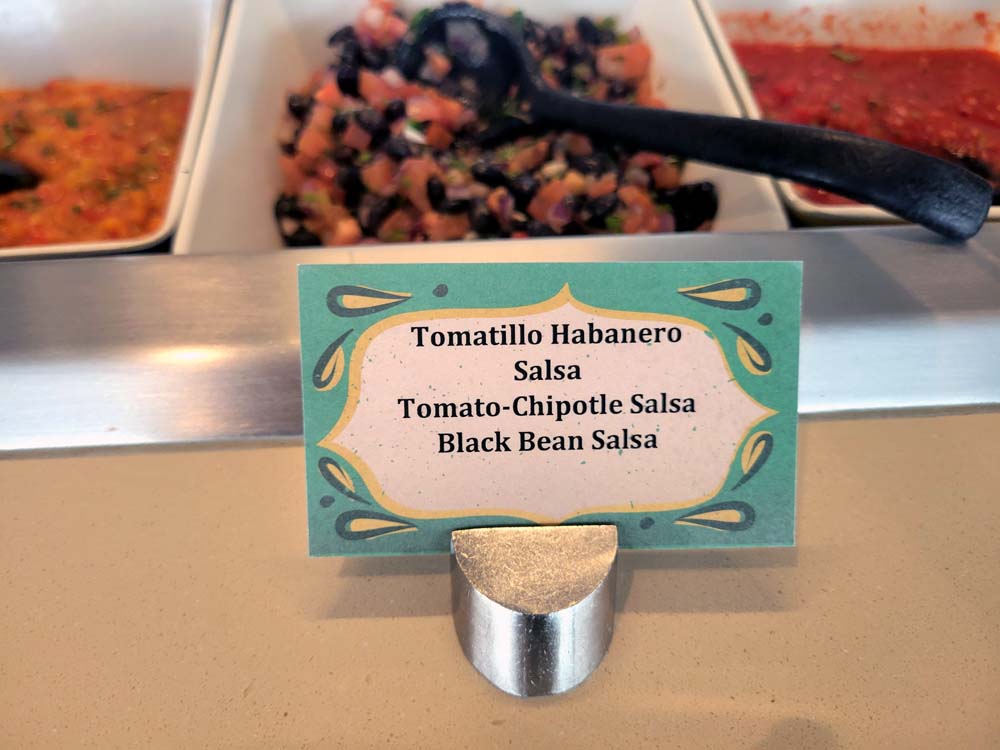 Tomatillo Habanero
Salsa
Tomato-Chipotle Salsa
Black Bean Salsa